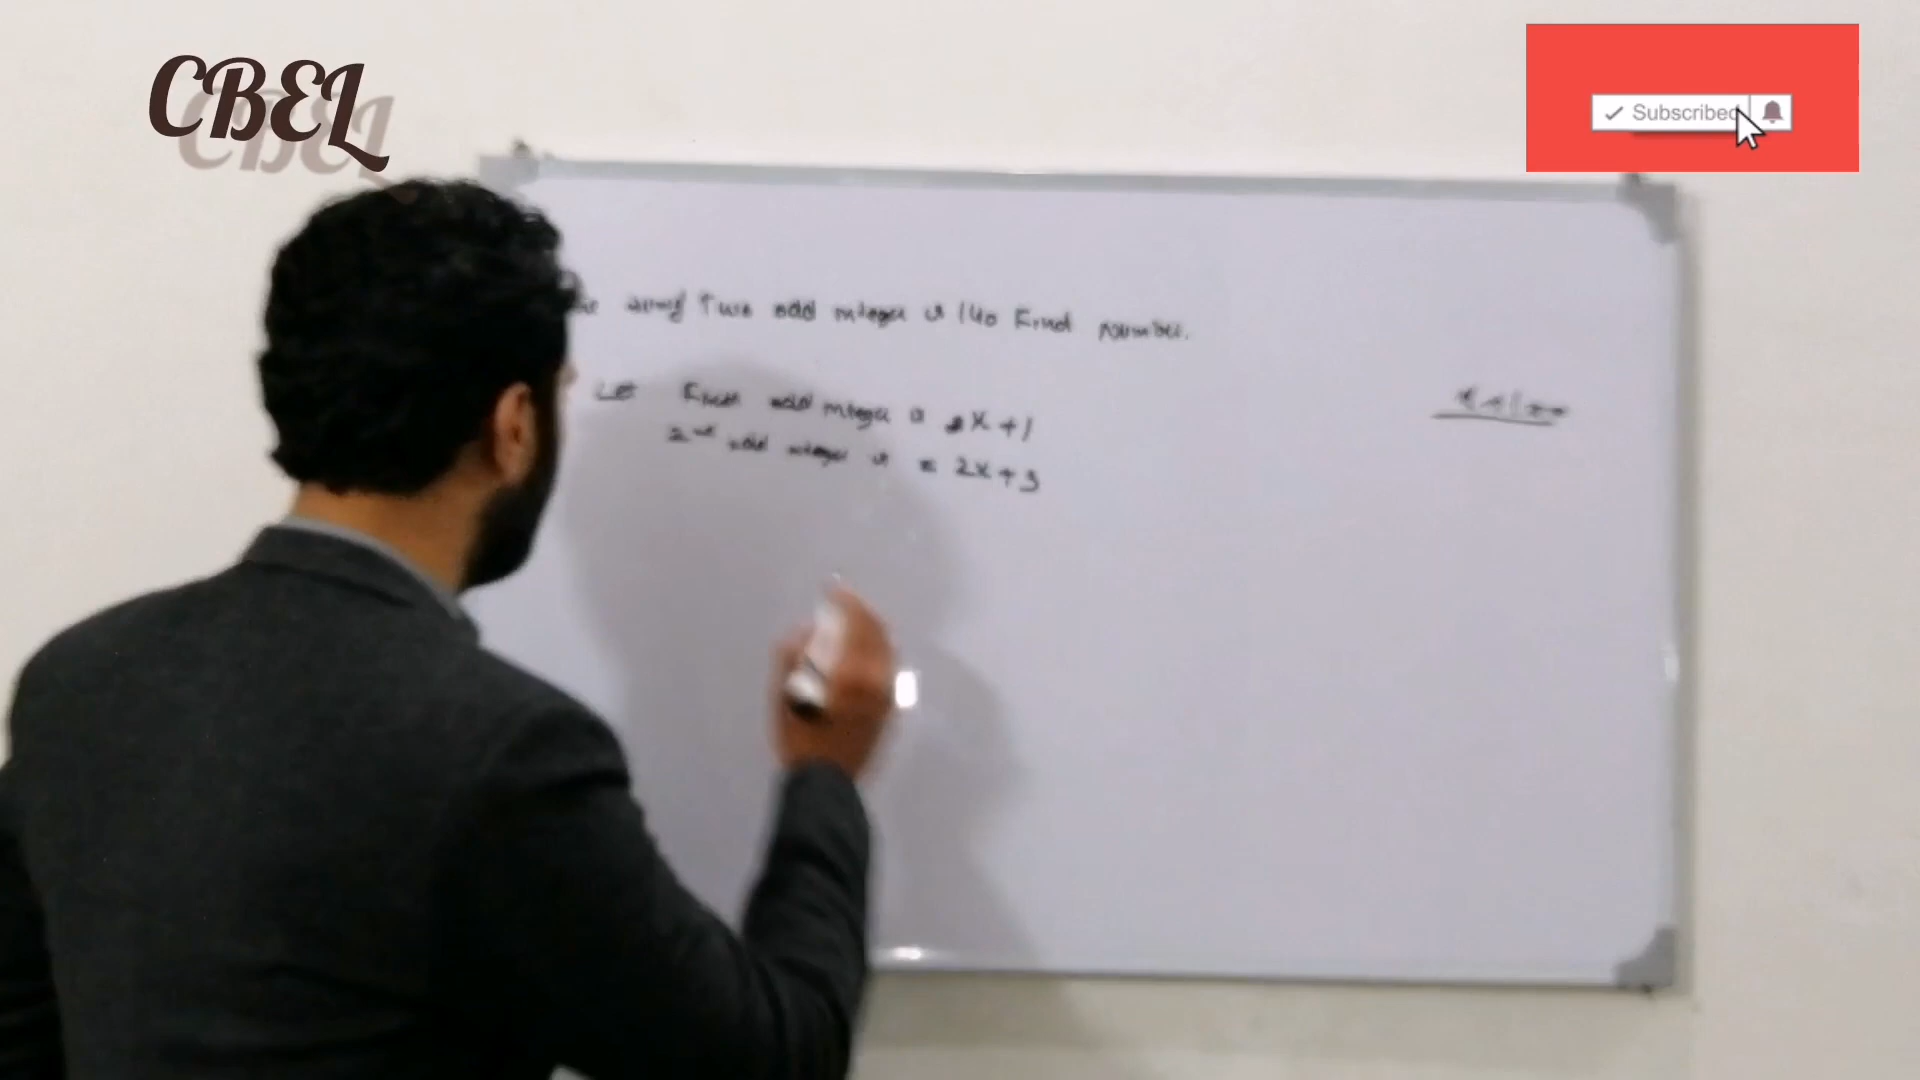 CBEL
Subscribed
Two odd integer is 140 Find number.
Let First odd integer is 2x+1
2nd odd integer is = 2x+3